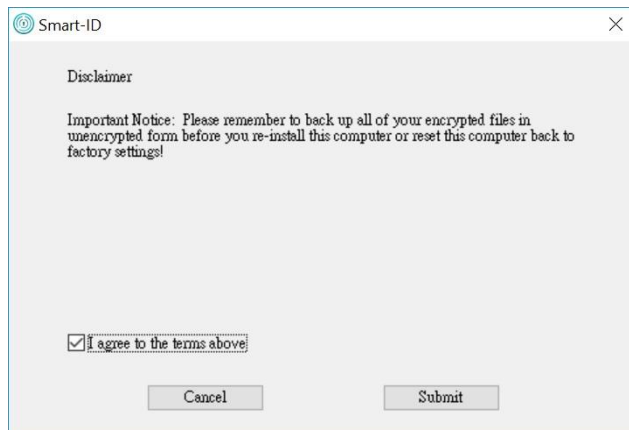 Smart-ID
Disclaimer
Important Notice:  Please remember to back up all of your encrypted files in
unencrypted form before you re-install this computer or reset this computer back to
factory settings!
I agree to the terms above
Cancel
Submit